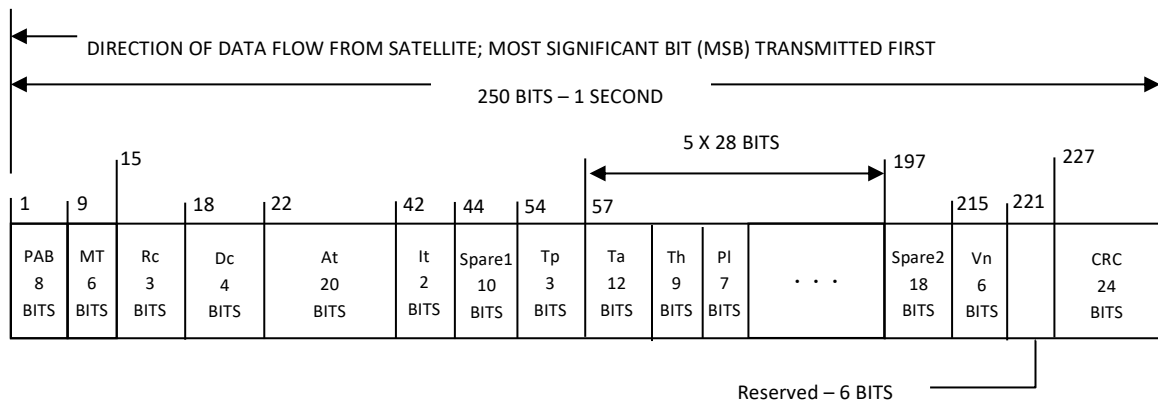 DIRECTION OF DATA FLOW FROM SATELLITE; MOST SIGNIFICANT BIT (MSB) TRANSMITTED FIRST
250 BITS – 1 SECOND
5 X 28 BITS
15
197
227
1
9
18
22
42
44
54
57
215
221
PAB
8
BITS
MT
6
BITS
Rc
3
BITS
Dc
4
BITS
At
20
BITS
It
2
BITS
Spare1
10
BITS
Tp
3
BITS
Ta
12
BITS
Th
9
BITS
Pl
7
BITS
. . .
Spare2
18
BITS
Vn
6
BITS
CRC
24
BITS
Reserved – 6 BITS